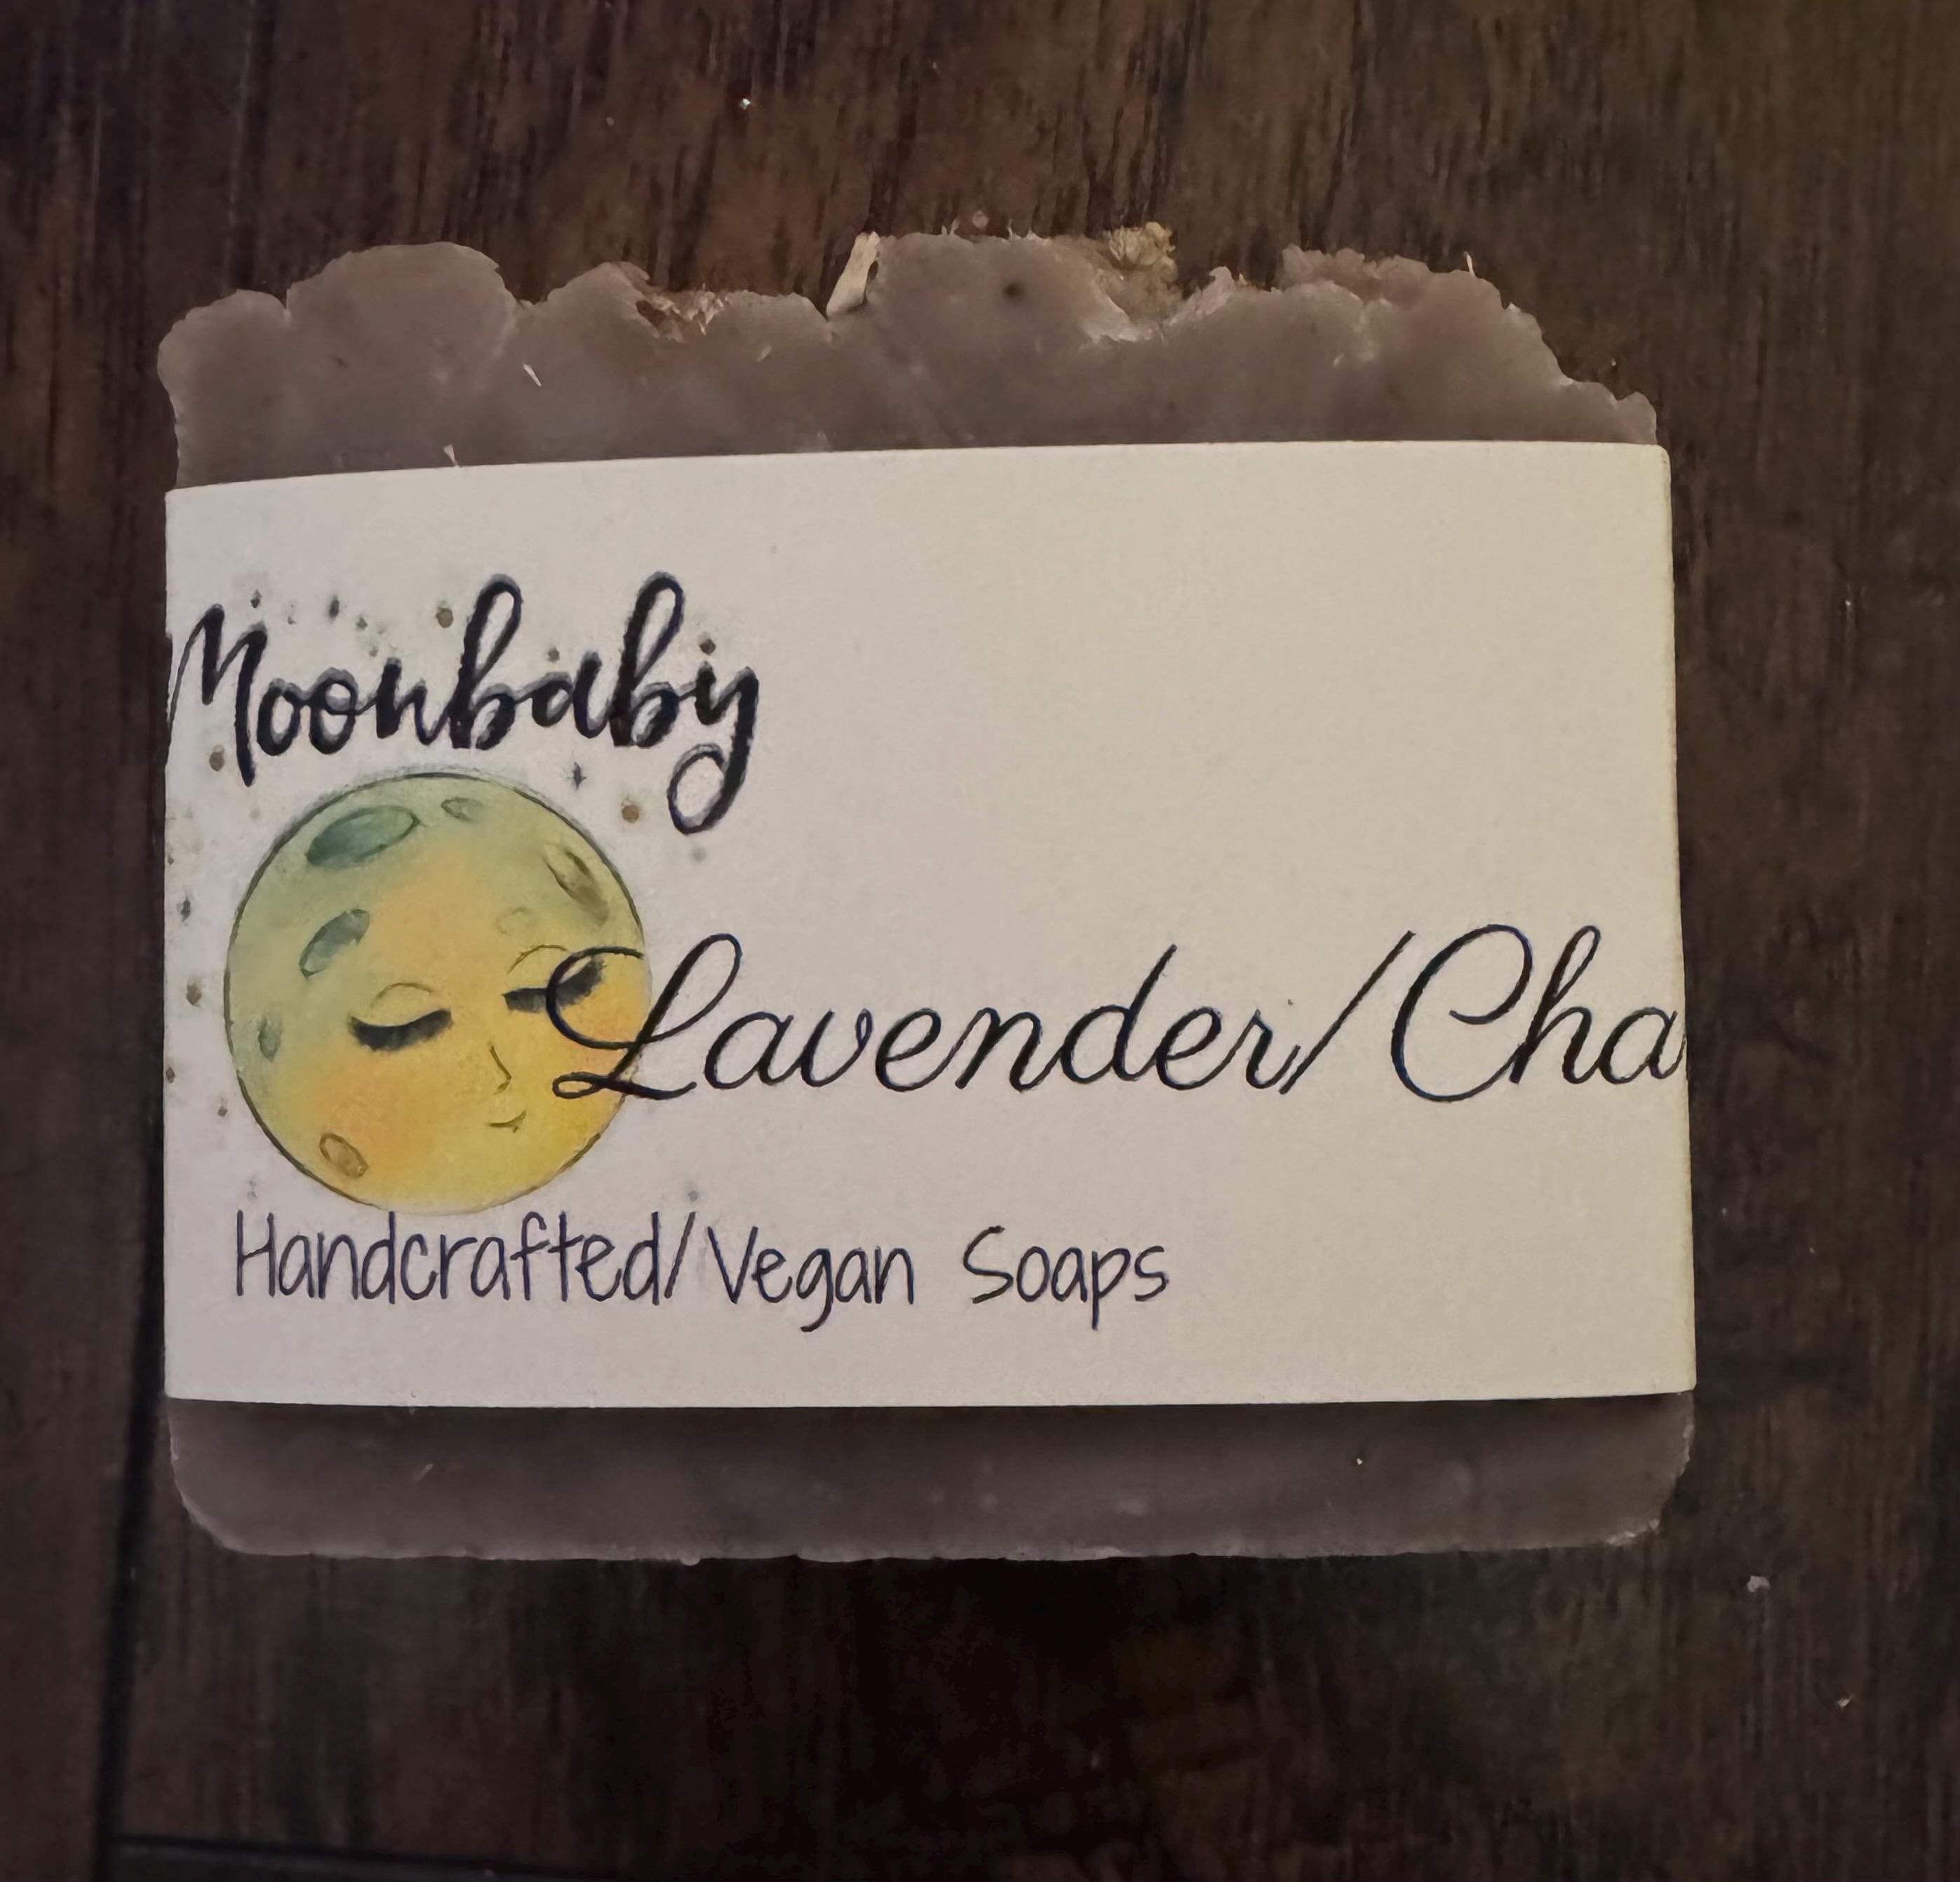 Moonbaby
Lavender/Cha
Handcrafted/Vegan Soaps